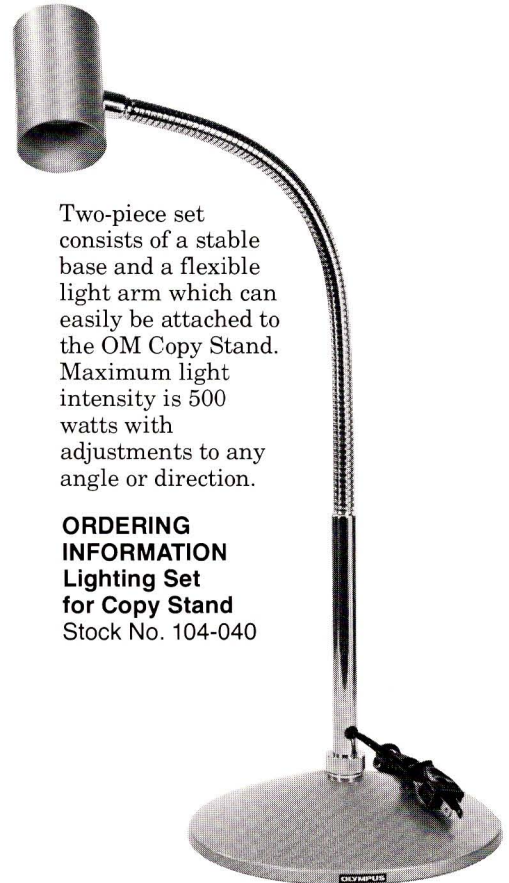 Two-piece set
consists of a stable
base and a flexible
light arm which can
easily be attached to
the OM Copy Stand.
Maximum light
intensity is 500
watts with
adjustments to any
angle or direction.
ORDERING
INFORMATION
Lighting Set
for Copy Stand
Stock No. 104-040
OLYMPUS